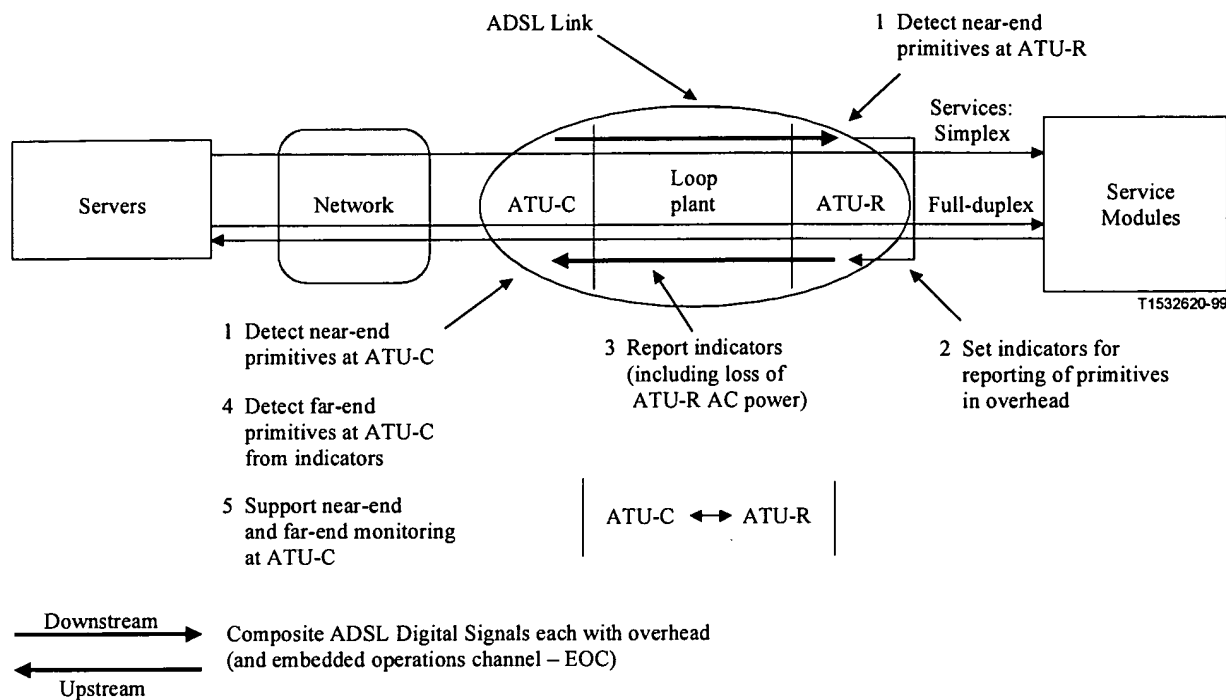 ADSL Link
1 Detect near-end
primitives at ATU-R
Services:
Simplex
Servers
Network
ATU-C
Loop
plant
ATU-R
Full-duplex
Service
Modules
T1532620-99
1 Detect near-end
primitives at ATU-C
4 Detect far-end
primitives at ATU-C
from indicators
5 Support near-end
and far-end monitoring
at ATU-C
3 Report indicators
(including loss of
ATU-R AC power)
2 Set indicators for
reporting of primitives
in overhead
ATU-C
ATU-R
Downstream
Upstream
Composite ADSL Digital Signals each with overhead
(and embedded operations channel – EOC)